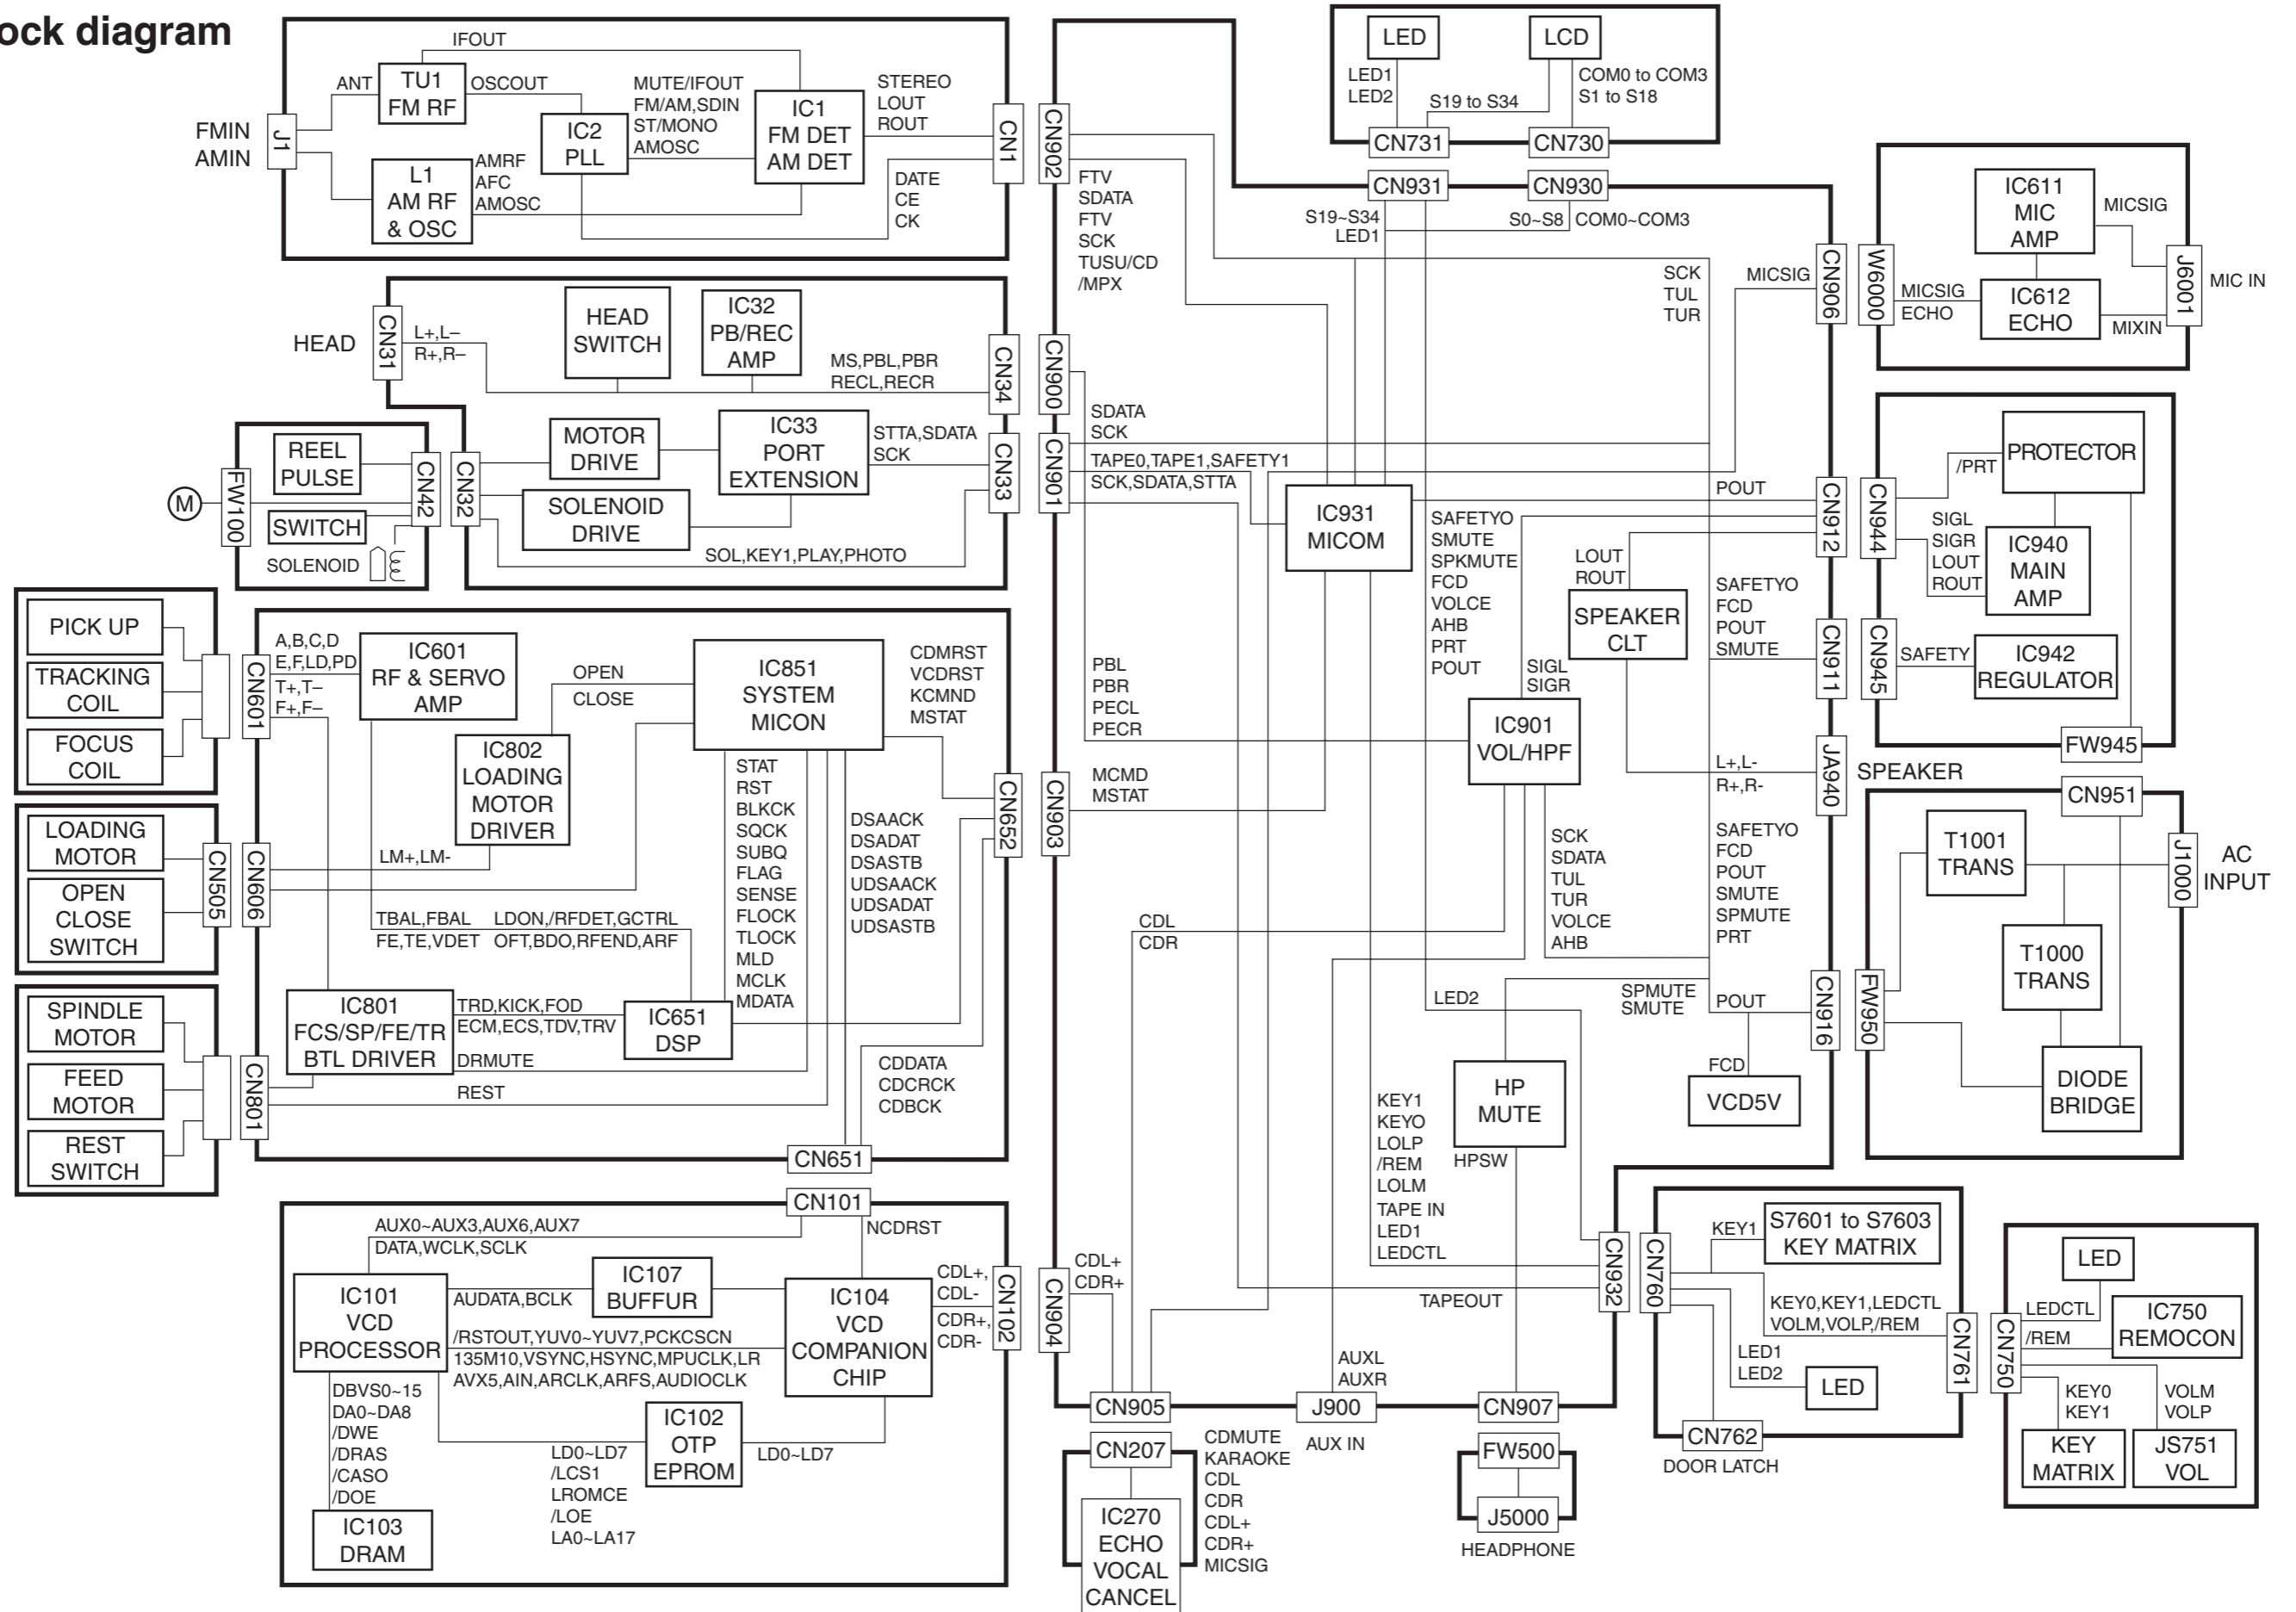 ock diagram
IFOUT
ANT
TU1
FM RF
OSCOUT
MUTE/IFOUT
FM/AM,SDIN
ST/MONO
AMOSC
IC2
PLL
IC1
FM DET
AM DET
STEREO
LOUT
ROUT
FMIN
AMIN
J1
L1
AM RF
& OSC
AMRF
AFC
AMOSC
DATE
CE
CK
CN1
HEAD
CN31
L+,L–
R+,R–
HEAD
SWITCH
IC32
PB/REC
AMP
MS,PBL,PBR
RECL,RECR
CN34
MOTOR
DRIVE
IC33
PORT
EXTENSION
STTA,SDATA
SCK
CN33
SOLENOID
DRIVE
SOL,KEY1,PLAY,PHOTO
CN32
M
FW100
REEL
PULSE
SWITCH
SOLENOID
CN42
PICK UP
TRACKING
COIL
FOCUS
COIL
CN601
A,B,C,D
E,F,LD,PD
T+,T–
F+,F–
IC601
RF & SERVO
AMP
OPEN
CLOSE
IC851
SYSTEM
MICON
CDMRST
VCDRST
KCMND
MSTAT
IC802
LOADING
MOTOR
DRIVER
LM+,LM-
LOADING
MOTOR
OPEN
CLOSE
SWITCH
CN505
CN606
STAT
RST
BLKCK
SQCK
SUBQ
FLAG
SENSE
FLOCK
TLOCK
MLD
MCLK
MDATA
DSAACK
DSADAT
DSASTB
UDSAACK
UDSADAT
UDSASTB
CN652
TBAL,FBAL
LDON,/RFDET,GCTRL
FE,TE,VDET
OFT,BDO,RFEND,ARF
SPINDLE
MOTOR
FEED
MOTOR
REST
SWITCH
CN801
IC801
FCS/SP/FE/TR
BTL DRIVER
TRD,KICK,FOD
ECM,ECS,TDV,TRV
IC651
DSP
DRMUTE
REST
CDDATA
CDCRCK
CDBCK
CN651
CN101
AUX0~AUX3,AUX6,AUX7
DATA,WCLK,SCLK
NCDRST
IC101
VCD
PROCESSOR
AUDATA,BCLK
IC107
BUFFUR
IC104
VCD
COMPANION
CHIP
CDL+,
CDL-
CDR+,
CDR-
CN102
/RSTOUT,YUV0~YUV7,PCKCSCN
135M10,VSYNC,HSYNC,MPUCLK,LR
AVX5,AIN,ARCLK,ARFS,AUDIOCLK
DBVS0~15
DA0~DA8
/DWE
/DRAS
/CASO
/DOE
IC103
DRAM
LD0~LD7
/LCS1
LROMCE
/LOE
LA0~LA17
IC102
OTP
EPROM
LD0~LD7
LED
LCD
LED1
LED2
S19 to S34
COM0 to COM3
S1 to S18
CN731
CN730
CN931
CN930
S19~S34
LED1
S0~S8
COM0~COM3
CN902
FTV
SDATA
FTV
SCK
TUSU/CD
/MPX
SCK
TUL
TUR
MICSIG
CN906
CN900
SDATA
SCK
CN901
TAPE0,TAPE1,SAFETY1
SCK,SDATA,STTA
IC931
MICOM
POUT
SAFETYO
SMUTE
SPKMUTE
FCD
VOLCE
AHB
PRT
POUT
LOUT
ROUT
SPEAKER
CLT
SAFETYO
FCD
POUT
SMUTE
CN912
CN911
SIGL
SIGR
IC901
VOL/HPF
PBL
PBR
PECL
PECR
MCMD
MSTAT
CN903
L+,L-
R+,R-
JA940
SPEAKER
SCK
SDATA
TUL
TUR
VOLCE
AHB
SAFETYO
FCD
POUT
SMUTE
SPMUTE
PRT
CDL
CDR
LED2
SPMUTE
SMUTE
POUT
CN916
FCD
VCD5V
HP
MUTE
HPSW
KEY1
KEYO
LOLP
/REM
LOLM
TAPE IN
LED1
LEDCTL
TAPEOUT
CN932
CN904
CDL+
CDR+
AUXL
AUXR
CN905
J900
AUX IN
CN907
CN207
IC270
ECHO
VOCAL
CANCEL
CDMUTE
KARAOKE
CDL
CDR
CDL+
CDR+
MICSIG
FW500
J5000
HEADPHONE
W6000
MICSIG
ECHO
IC611
MIC
AMP
MICSIG
IC612
ECHO
MIXIN
J6001
MIC IN
CN944
/PRT
PROTECTOR
SIGL
SIGR
LOUT
ROUT
IC940
MAIN
AMP
CN945
SAFETY
IC942
REGULATOR
FW945
CN951
T1001
TRANS
J1000
AC
INPUT
T1000
TRANS
FW950
DIODE
BRIDGE
CN760
KEY1
S7601 to S7603
KEY MATRIX
KEY0,KEY1,LEDCTL
VOLM,VOLP,/REM
LED1
LED2
LED
CN761
CN762
DOOR LATCH
CN750
LED
LEDCTL
/REM
IC750
REMOCON
KEY0
KEY1
VOLM
VOLP
KEY
MATRIX
JS751
VOL